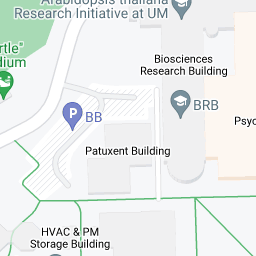 Arabidopsis thaliana
Research Initiative at UM
Biosciences
Research Building
BB
BRB
Patuxent Building
HVAC & PM
Storage Building